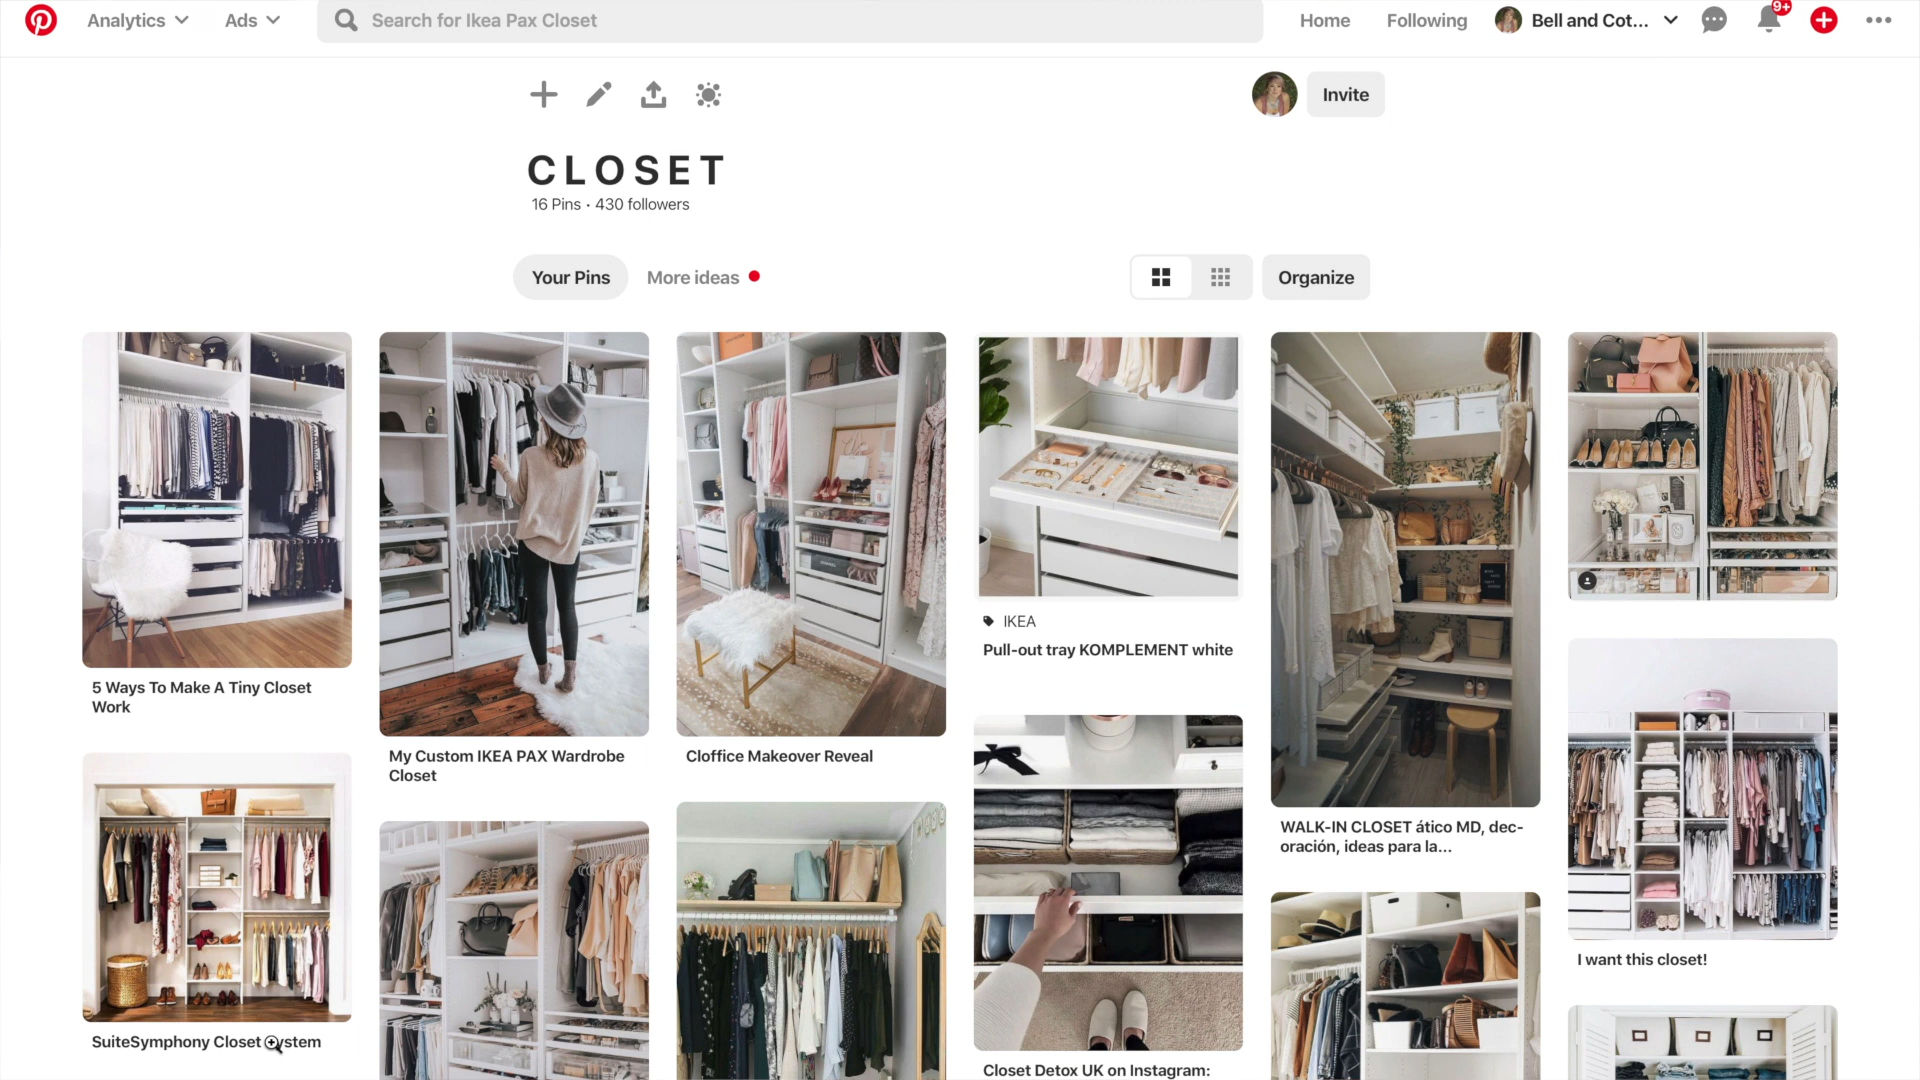 Analytics
Ads
Search for Ikea Pax Closet
Home
Following
Bell and Cot...
9+
Invite
CLOSET
16 Pins • 430 followers
Your Pins
More ideas
Organize
5 Ways To Make A Tiny Closet
Work
My Custom IKEA PAX Wardrobe
Closet
Cloffice Makeover Reveal
IKEA
Pull-out tray KOMPLEMENT white
WALK-IN CLOSET ático MD, dec-
oración, ideas para la...
I want this closet!
SuiteSymphony Closet System
Closet Detox UK on Instagram: